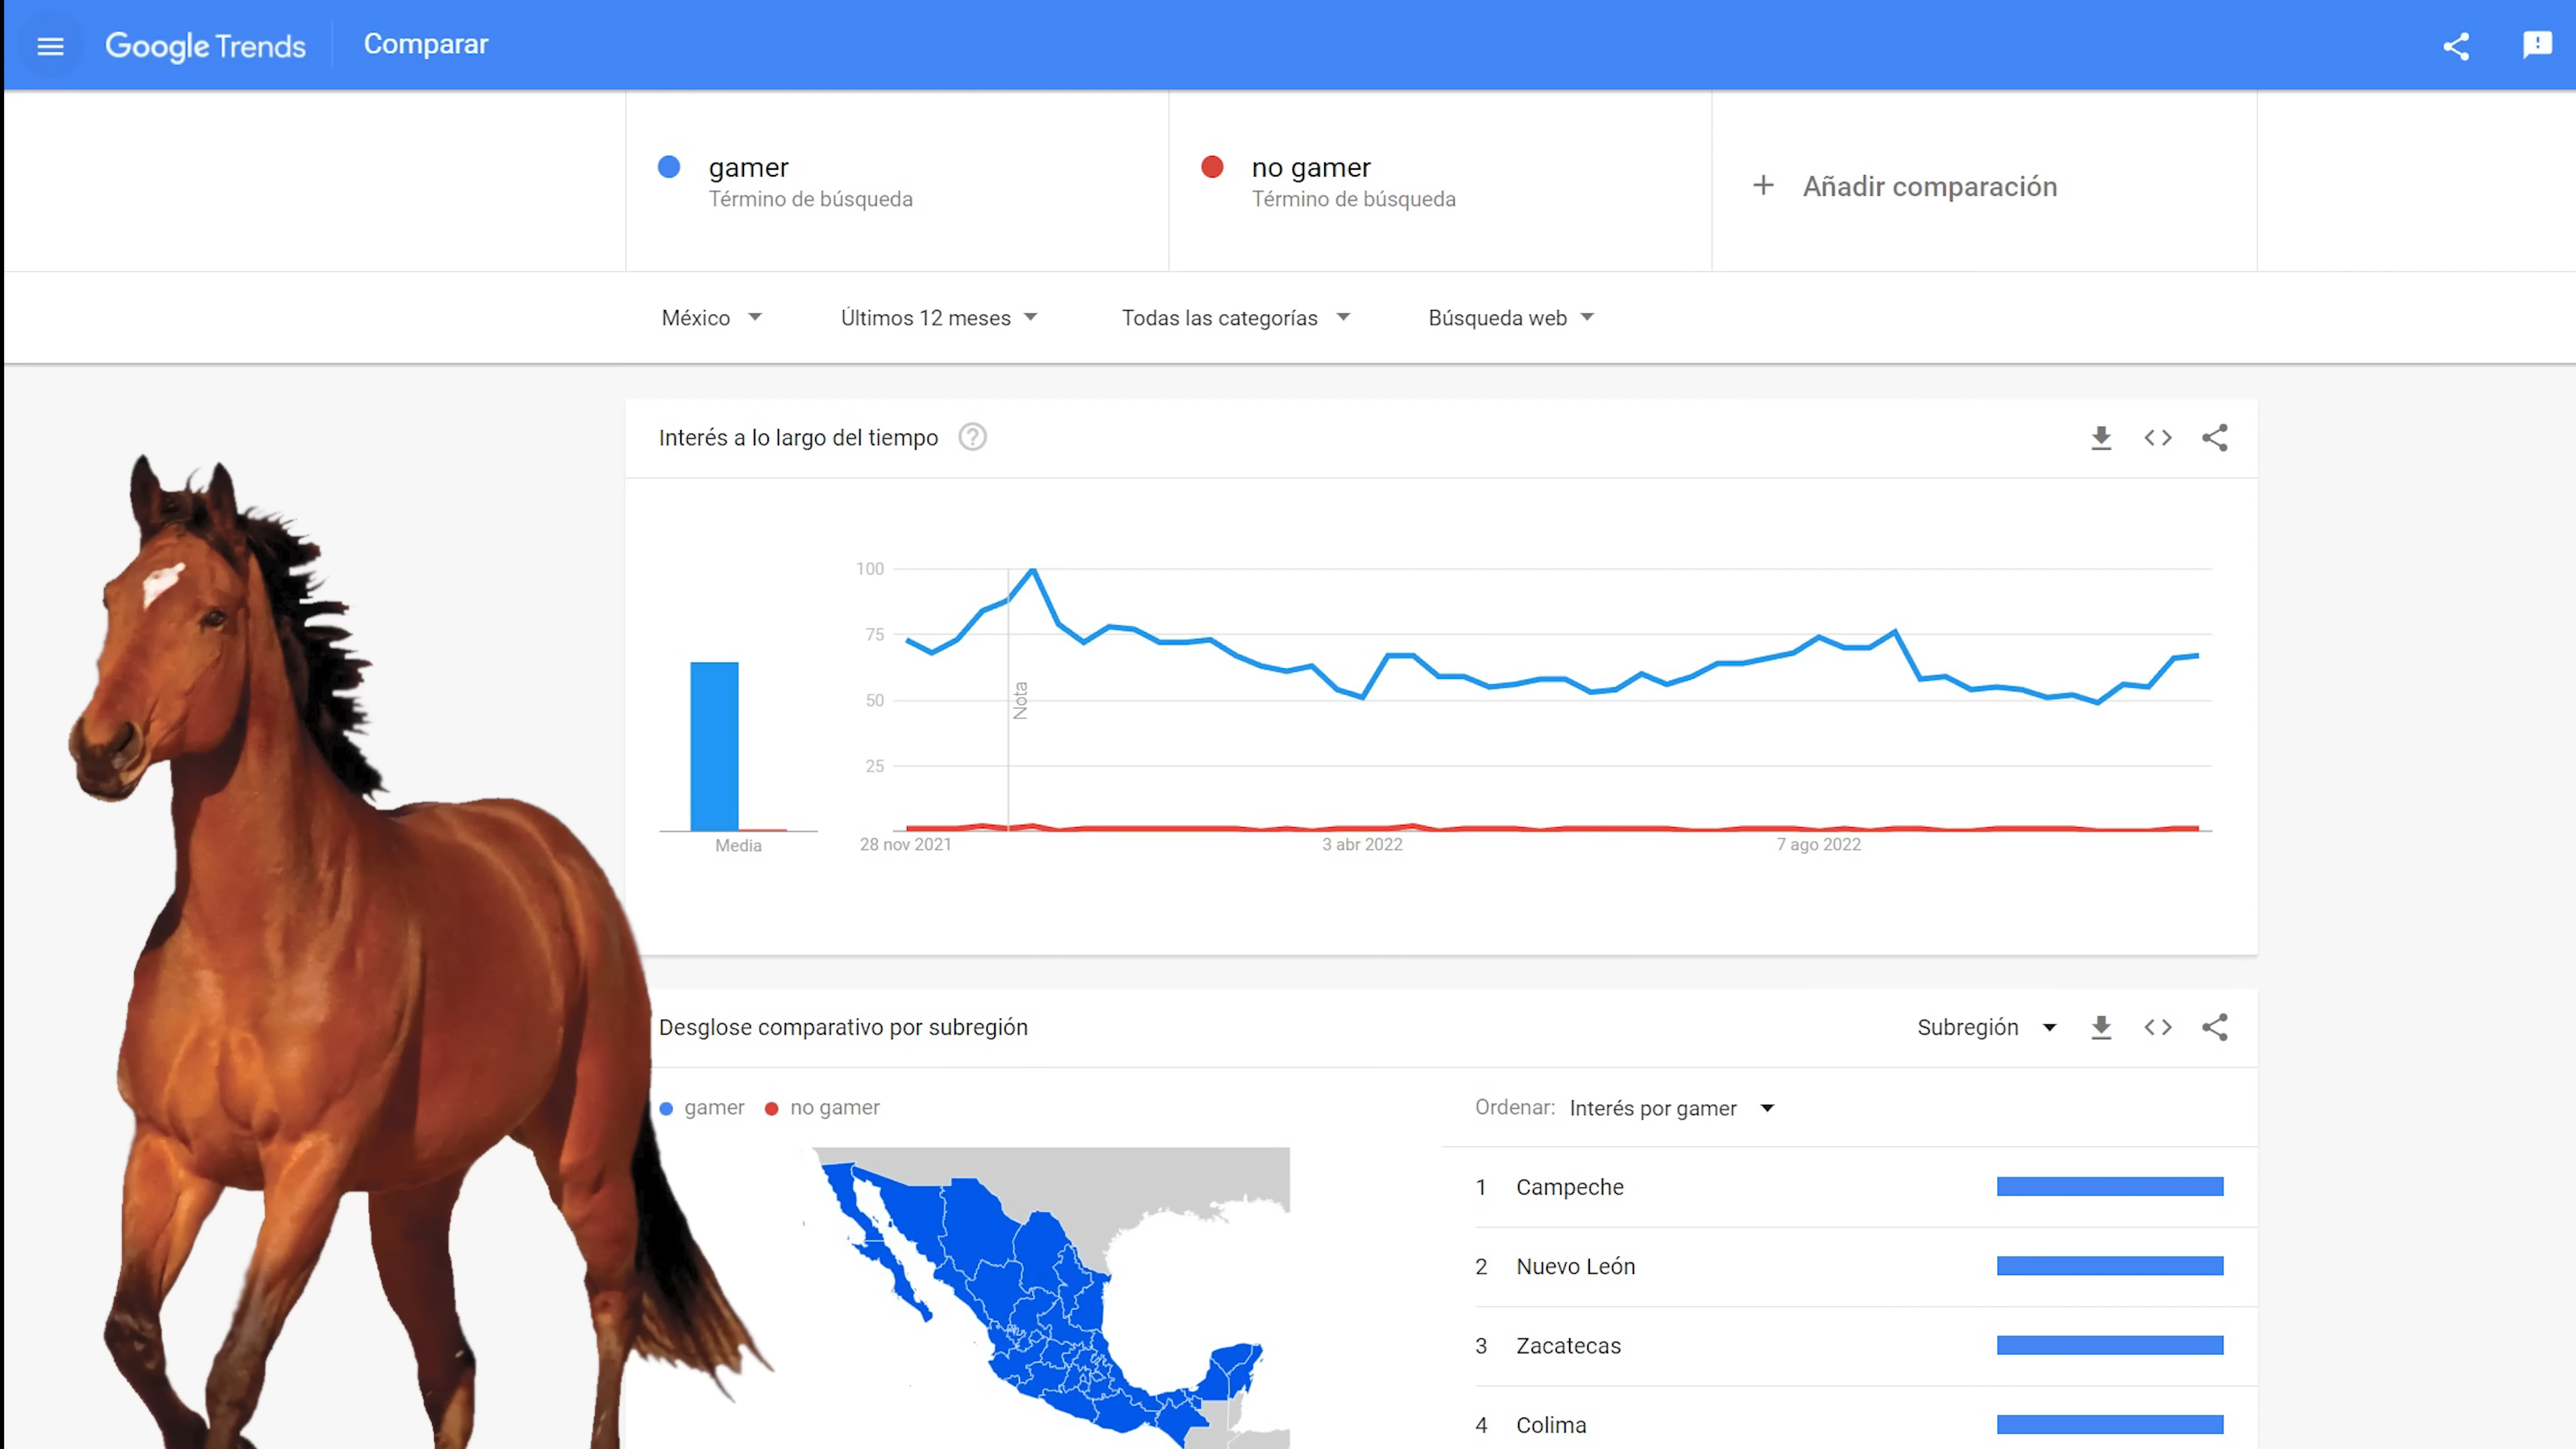 Google Trends
Comparar
gamer
Término de búsqueda
no gamer
Término de búsqueda
+ Añadir comparación
México
Últimos 12 meses
Todas las categorías
Búsqueda web
Interés a lo largo del tiempo
100
75
50
25
Nota
Media
28 nov 2021
3 abr 2022
7 ago 2022
Desglose comparativo por subregión
Subregión
gamer
no gamer
Ordenar: Interés por gamer
1 Campeche
2 Nuevo León
3 Zacatecas
4 Colima